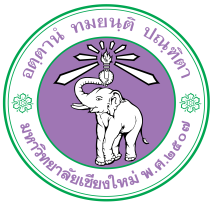 อตฺตานํ ทมยนฺติ ปณฺฑิตา
มหาวิทยาลัยเชียงใหม่ พ.ศ.๒๕๐๗